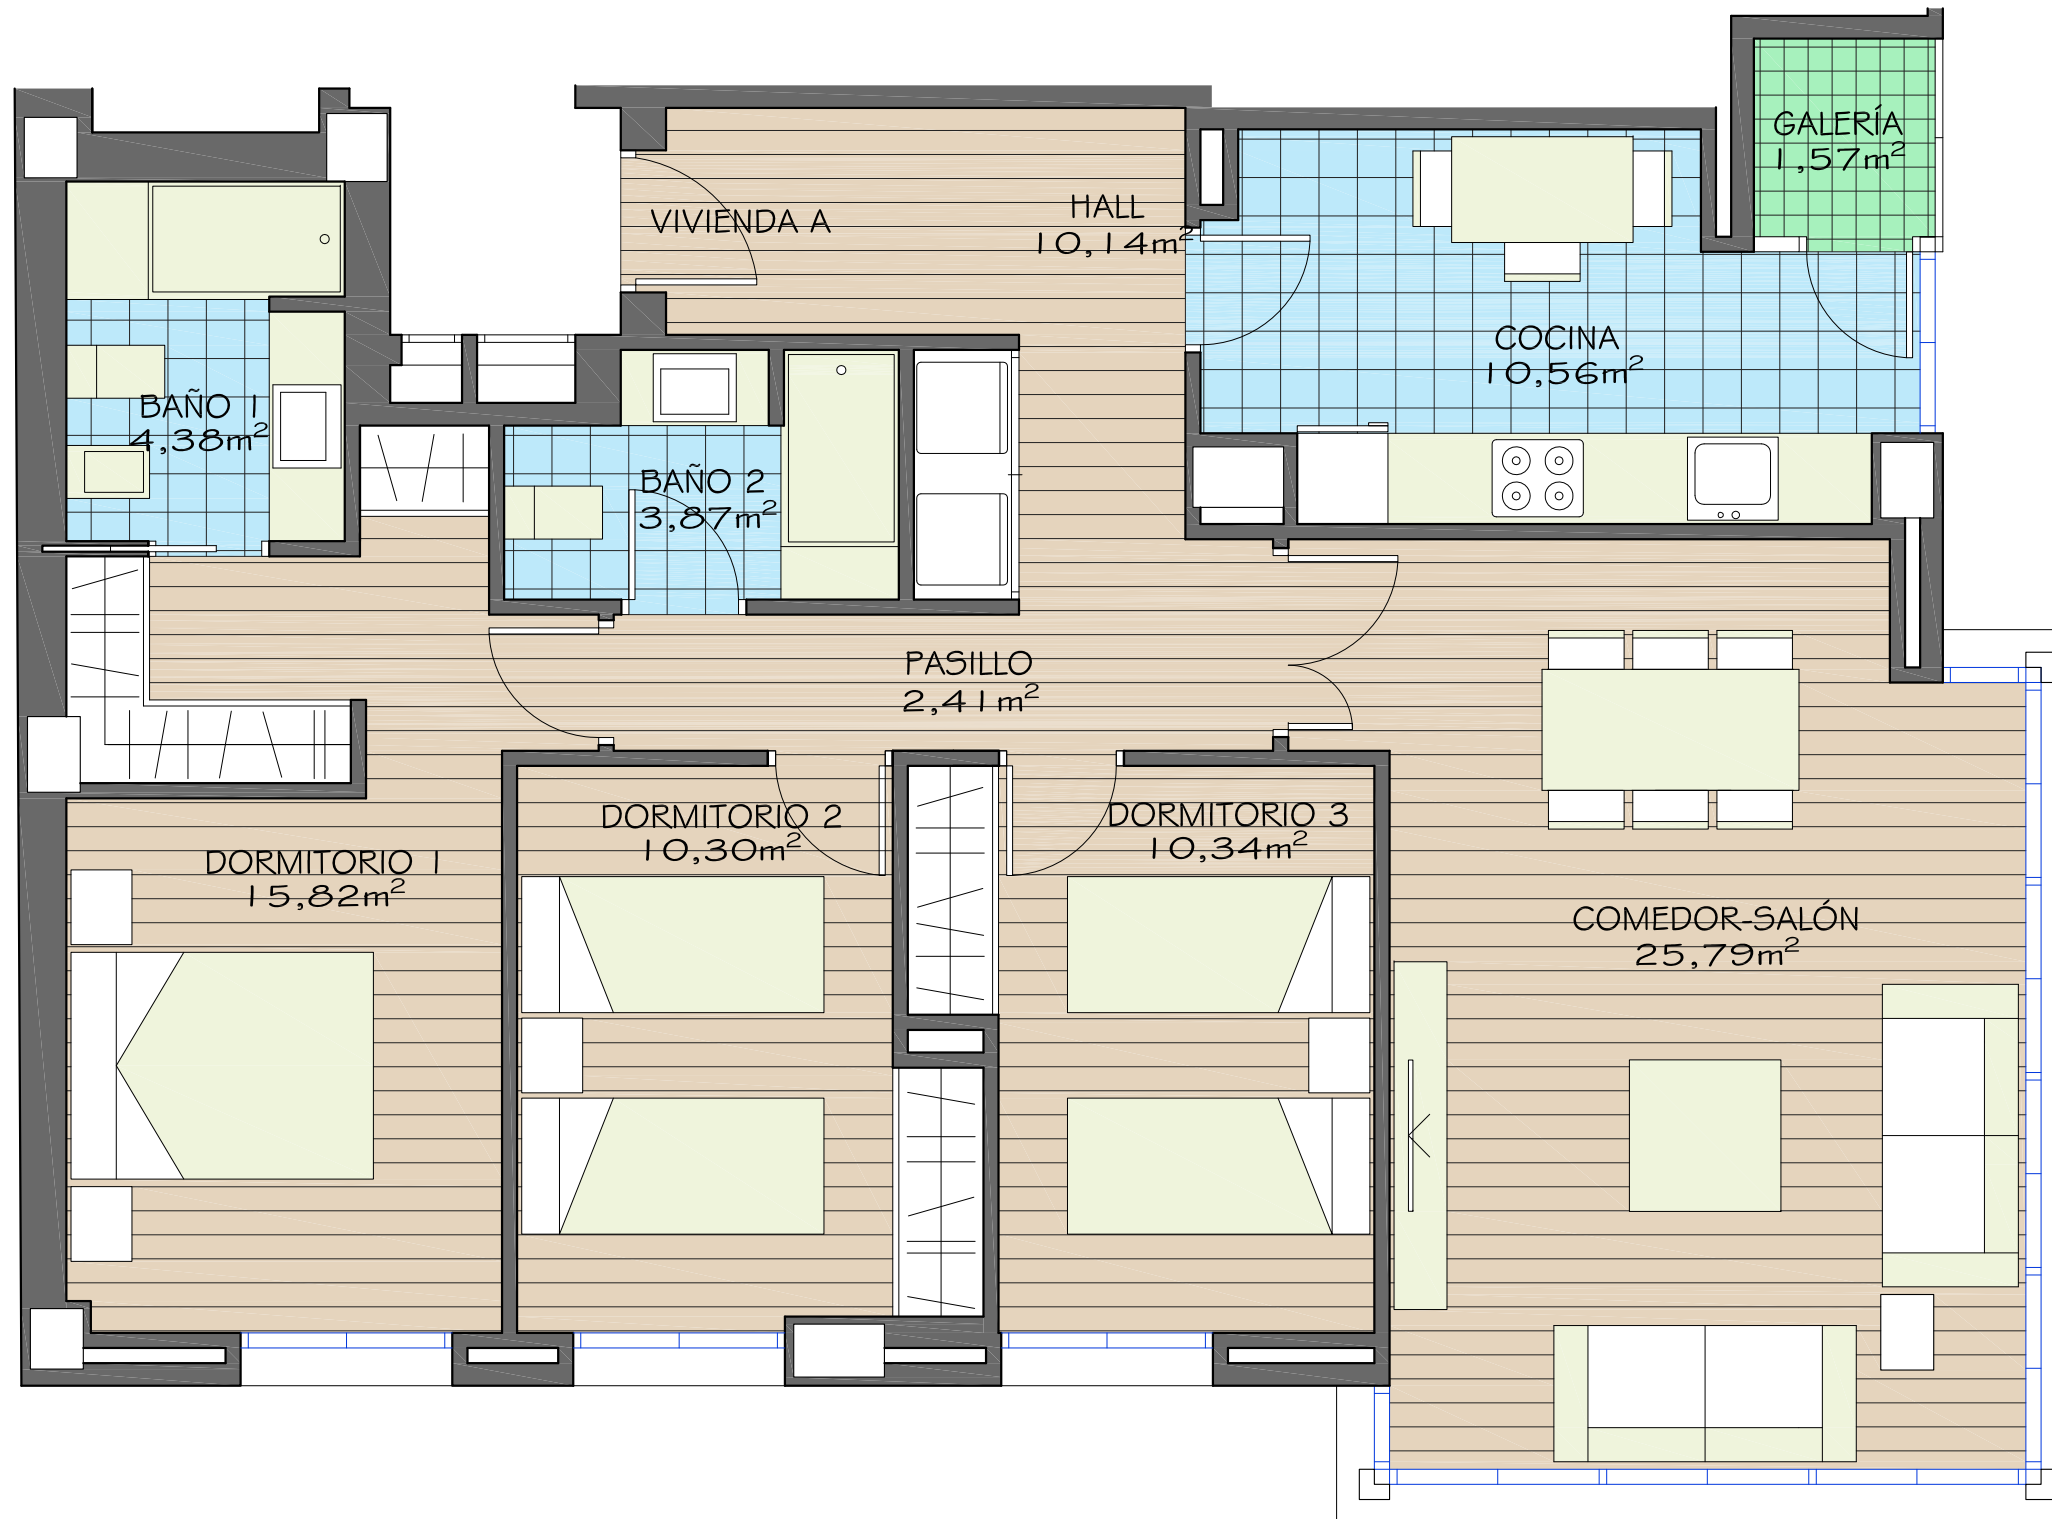 GALERÍA
1,57m²
VIVIENDA A
HALL
10,14m²
COCINA
10,56m²
BAÑO 1
4,38m²
BAÑO 2
3,87m²
PASILLO
2,41m²
DORMITORIO 1
15,82m²
DORMITORIO 2
10,30m²
DORMITORIO 3
10,34m²
COMEDOR-SALÓN
25,79m²